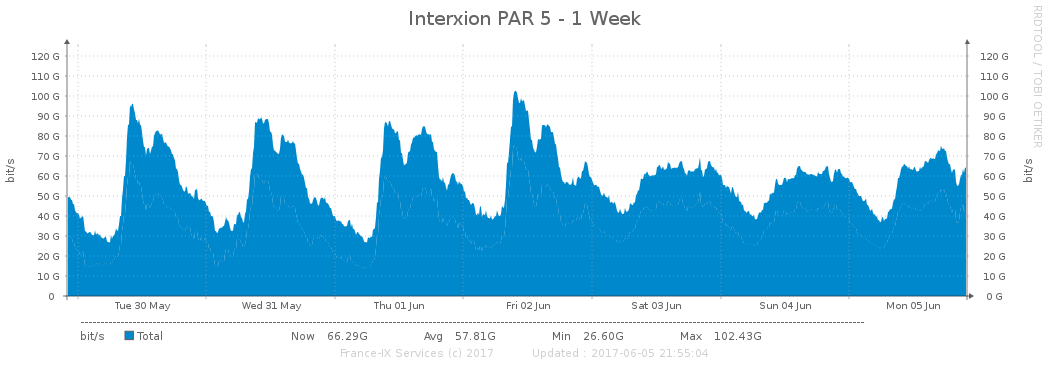 Interxion PAR 5 - 1 Week
RRDTOOL / TOBI OETIKER
bit/s
120 G 120 G
110 G 110 G
100 G 100 G
90 G 90 G
80 G 80 G
70 G 70 G
60 G 60 G
50 G 50 G
40 G 40 G
30 G 30 G
20 G 20 G
10 G 10 G
0 0 G
bit/s
Tue 30 May Wed 31 May Thu 01 Jun Fri 02 Jun Sat 03 Jun Sun 04 Jun Mon 05 Jun
bit/s Total Now 66.29G Avg 57.81G Min 26.60G Max 102.43G
France-IX Services (c) 2017 Updated : 2017-06-05 21:55:04